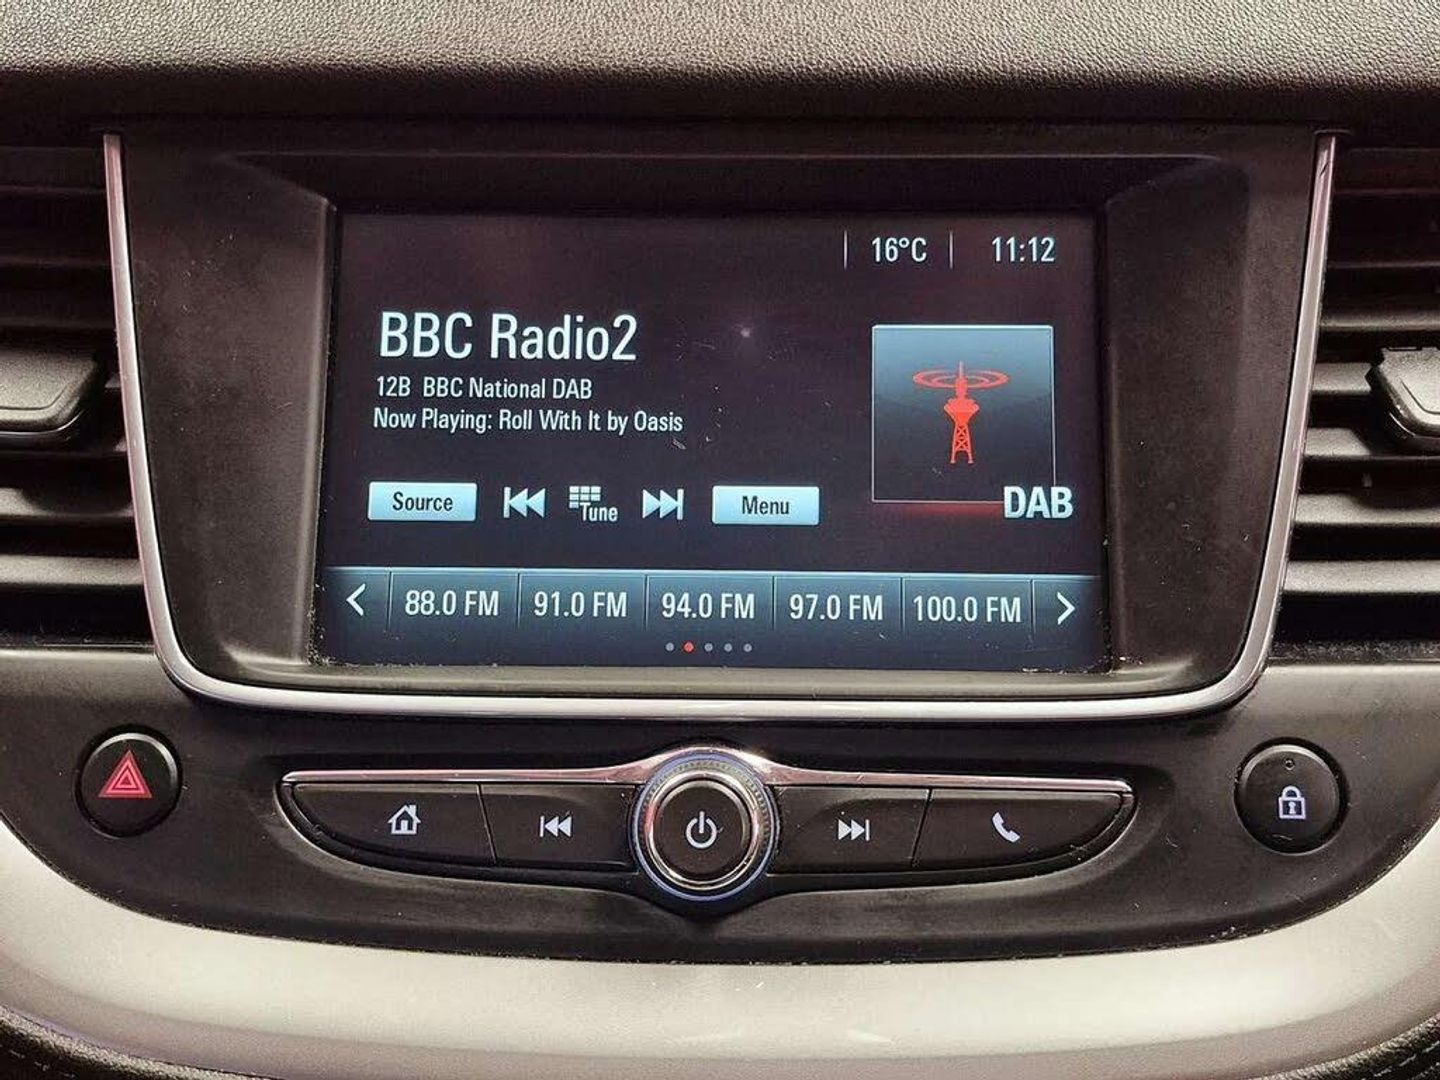 16°C 11:12
BBC Radio2
12B BBC National DAB
Now Playing: Roll With It by Oasis
Source Tune Menu
DAB
88.0 FM 91.0 FM 94.0 FM 97.0 FM 100.0 FM